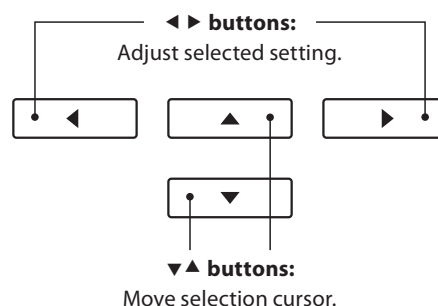 ◀ ▶ buttons:
Adjust selected setting.
▼▲ buttons:
Move selection cursor.